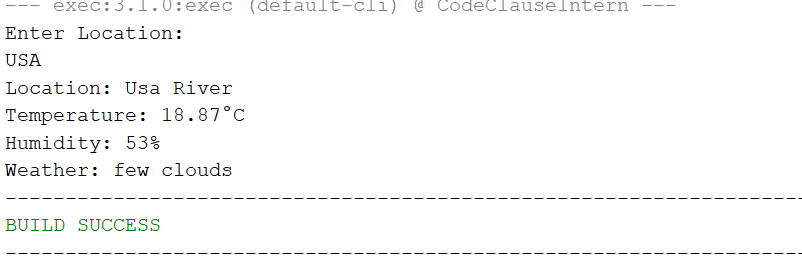 --- exec:3.1.0:exec (default-cli) @ CodeClauseIntern ---
Enter Location:
USA
Location: Usa River
Temperature: 18.87°C
Humidity: 53%
Weather: few clouds
------------------------------------------------------------------------
BUILD SUCCESS
------------------------------------------------------------------------